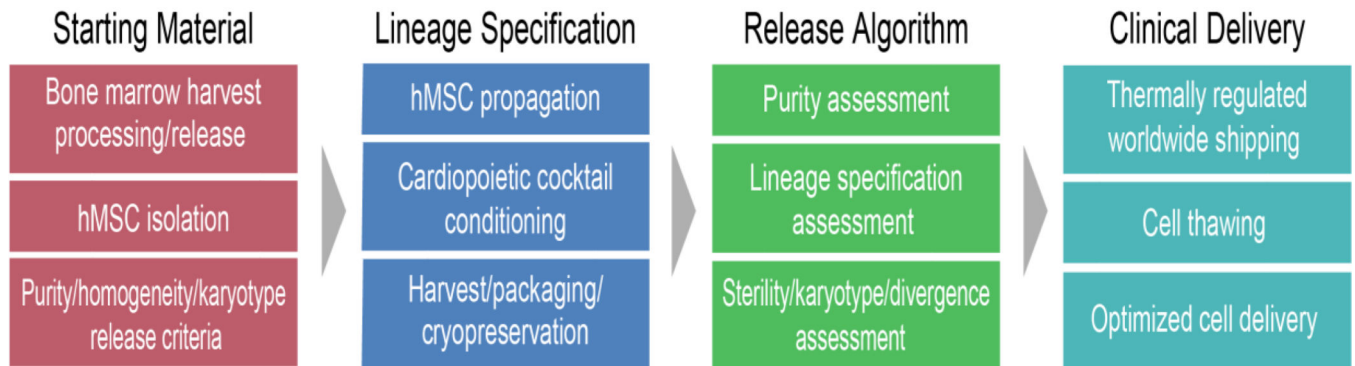 Starting Material
Bone marrow harvest
processing/release
hMSC isolation
Purity/homogeneity/karyotype
release criteria
Lineage Specification
hMSC propagation
Cardiopoietic cocktail
conditioning
Harvest/packaging/
cryopreservation
Release Algorithm
Purity assessment
Lineage specification
assessment
Sterility/karyotype/divergence
assessment
Clinical Delivery
Thermally regulated
worldwide shipping
Cell thawing
Optimized cell delivery